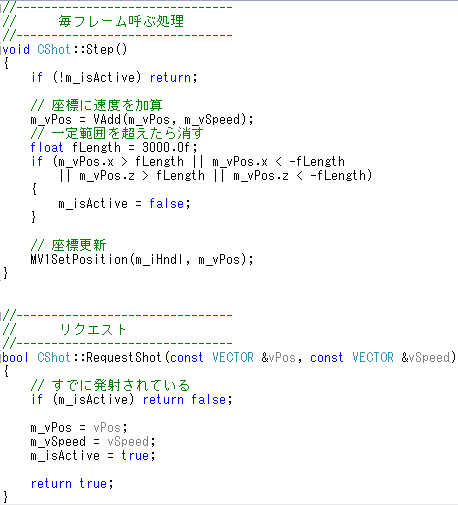 //-------------------------------
//      毎フレーム呼ぶ処理
//-------------------------------
void CShot::Step()
{
    if (!m_isActive) return;

    // 座標に速度を加算
    m_vPos = VAdd(m_vPos, m_vSpeed);
    // 一定範囲を超えたら消す
    float fLength = 3000.0f;
    if (m_vPos.x > fLength || m_vPos.x < -fLength
        || m_vPos.z > fLength || m_vPos.z < -fLength)
    {
        m_isActive = false;
    }

    // 座標更新
    MV1SetPosition(m_iHndl, m_vPos);
}


//-------------------------------
//      リクエスト
//-------------------------------
bool CShot::RequestShot(const VECTOR &vPos, const VECTOR &vSpeed)
{
    // すでに発射されている
    if (m_isActive) return false;

    m_vPos = vPos;
    m_vSpeed = vSpeed;
    m_isActive = true;

    return true;
}